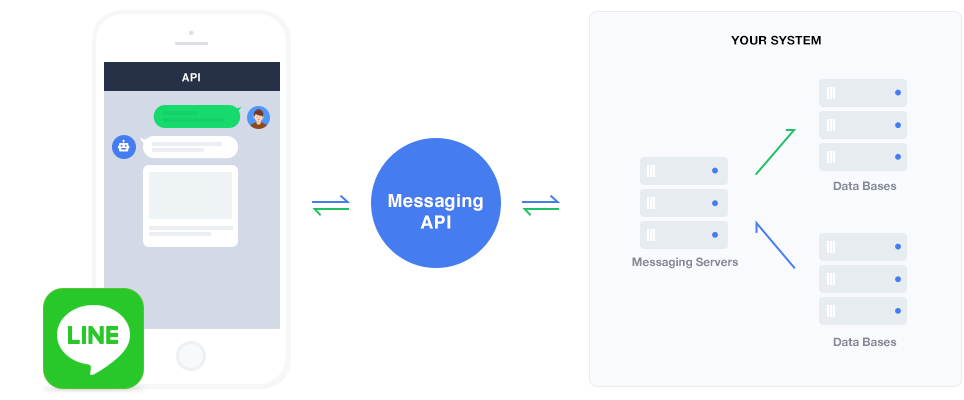 API
LINE
Messaging
API
YOUR SYSTEM
Messaging Servers
Data Bases
Data Bases